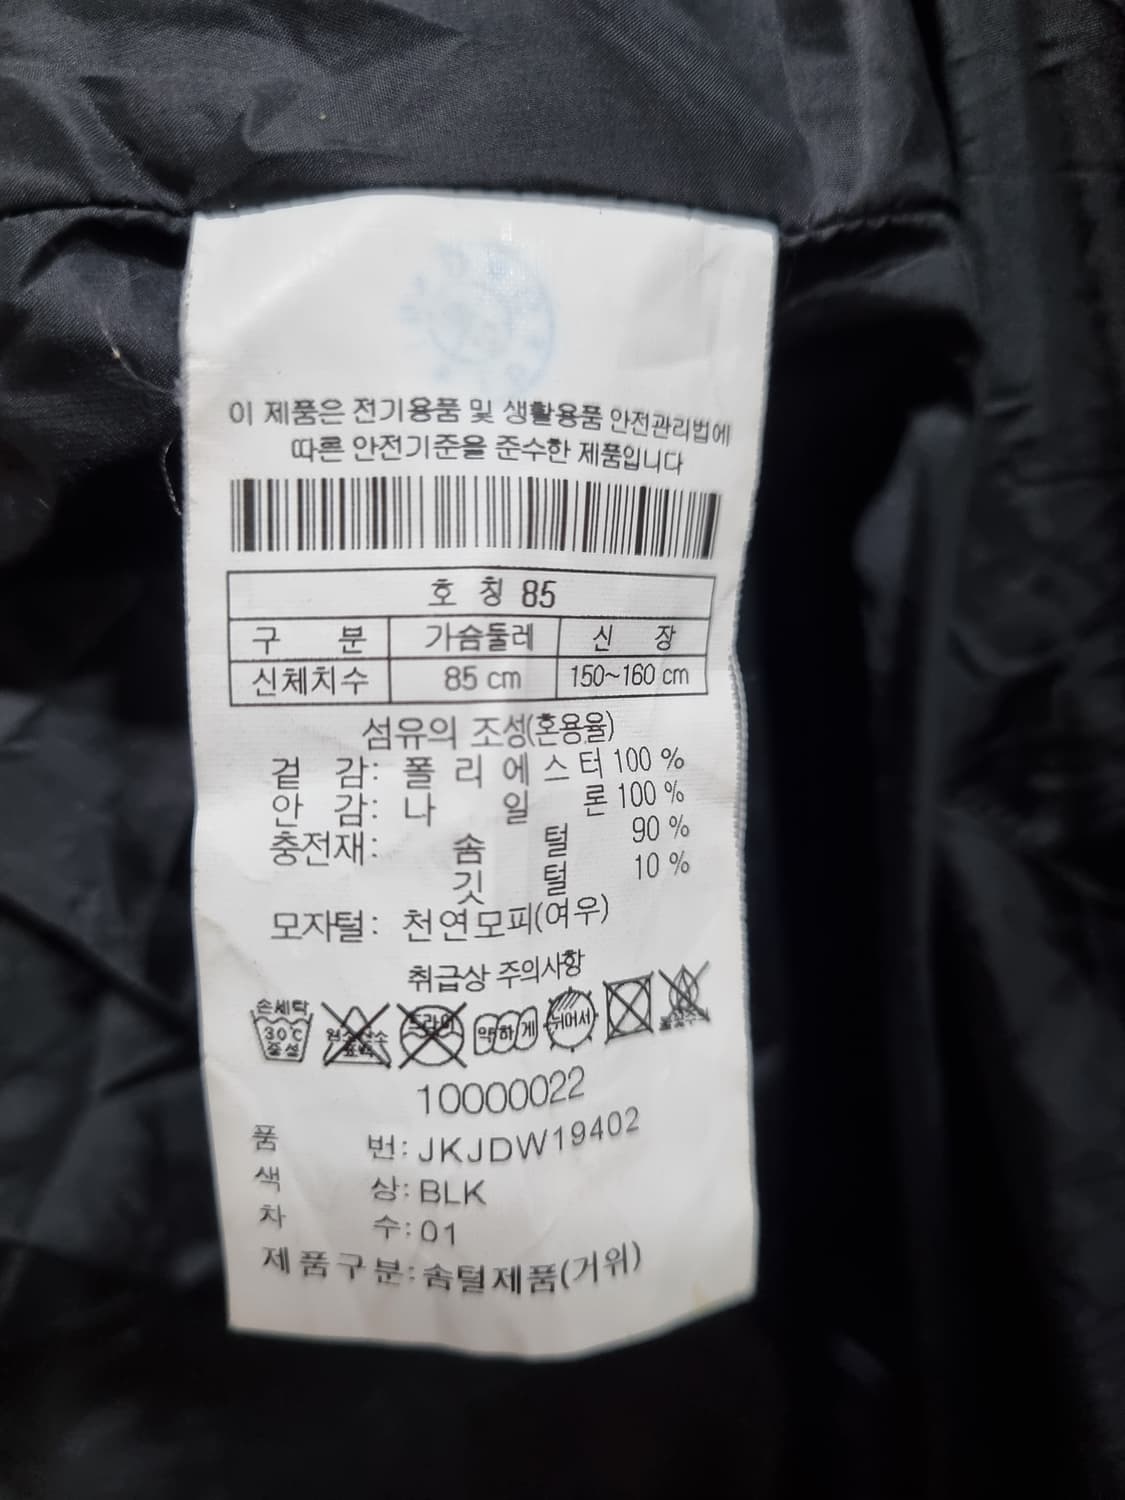 이 제품은 전기용품 및 생활용품 안전관리법에
따른 안전기준을 준수한 제품입니다
호 칭 85
구 분 가슴둘레 신 장
신체치수 85 cm 150~160 cm
섬유의 조성(혼용율)
겉 감: 폴 리 에 스 터 100 %
안 감: 나 일 론 100 %
충전재: 솜 털 90 %
깃 털 10 %
모자털: 천연모피(여우)
취급상 주의사항
손세탁
30℃ 중성 드라이 약하게 뉘어서
10000022
품 번: JKJDW19402
색 상: BLK
차 수: 01
제품구분: 솜털제품(거위)